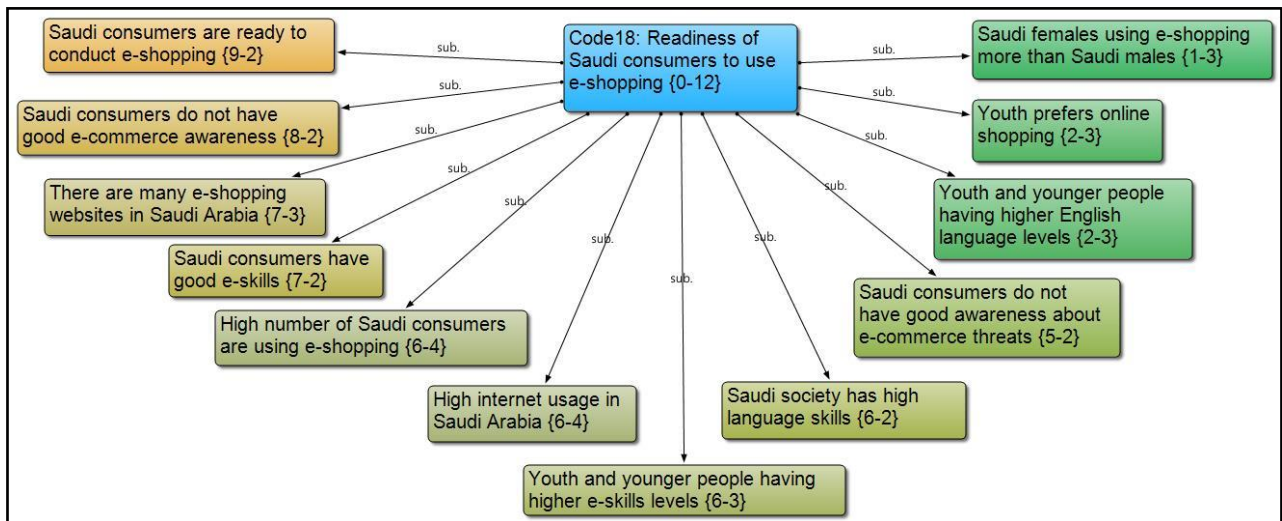 Code18: Readiness of
Saudi consumers to use
e-shopping {0-12}
Saudi consumers are ready to
conduct e-shopping {9-2}
sub.
Saudi consumers do not have
good e-commerce awareness {8-2}
sub.
There are many e-shopping
websites in Saudi Arabia {7-3}
sub.
Saudi consumers have
good e-skills {7-2}
sub.
High number of Saudi consumers
are using e-shopping {6-4}
sub.
High internet usage in
Saudi Arabia {6-4}
sub.
Youth and younger people having
higher e-skills levels {6-3}
sub.
Saudi society has high
language skills {6-2}
sub.
Saudi consumers do not
have good awareness about
e-commerce threats {5-2}
sub.
Youth and younger people
having higher English
language levels {2-3}
sub.
Youth prefers online
shopping {2-3}
sub.
Saudi females using e-shopping
more than Saudi males {1-3}
sub.